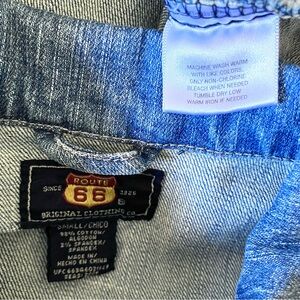 MACHINE WASH WARM
WITH LIKE COLORS
ONLY NON-CHLORINE
BLEACH WHEN NEEDED
TUMBLE DRY LOW
WARM IRON IF NEEDED
ROUTE
SINCE 66 1926
ORIGINAL CLOTHING CO.
SMALL/CHICO
98% COTTON/
ALGODON
2% SPANDEX/
SPANDEX
MADE IN/
HECHO EN CHINA